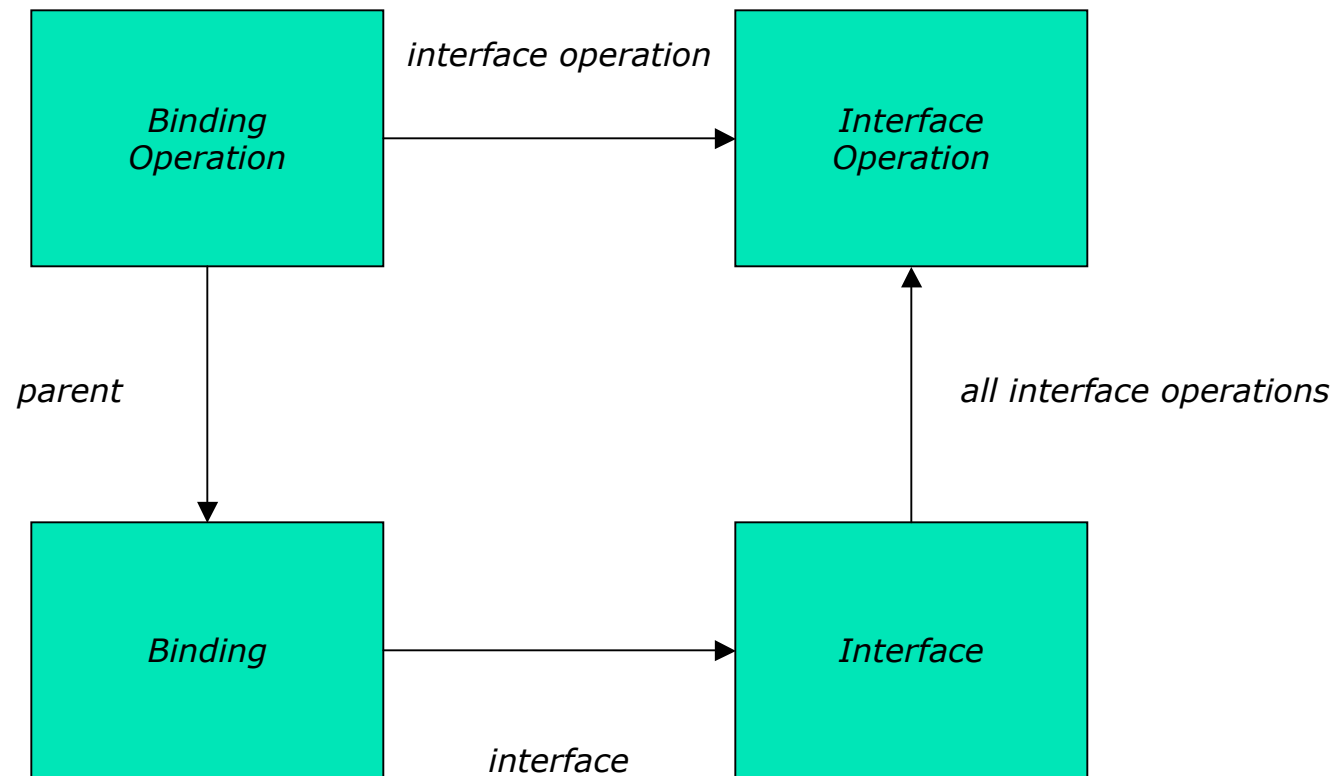 interface operation
Binding
Operation
Interface
Operation
parent
all interface operations
Binding
Interface
interface